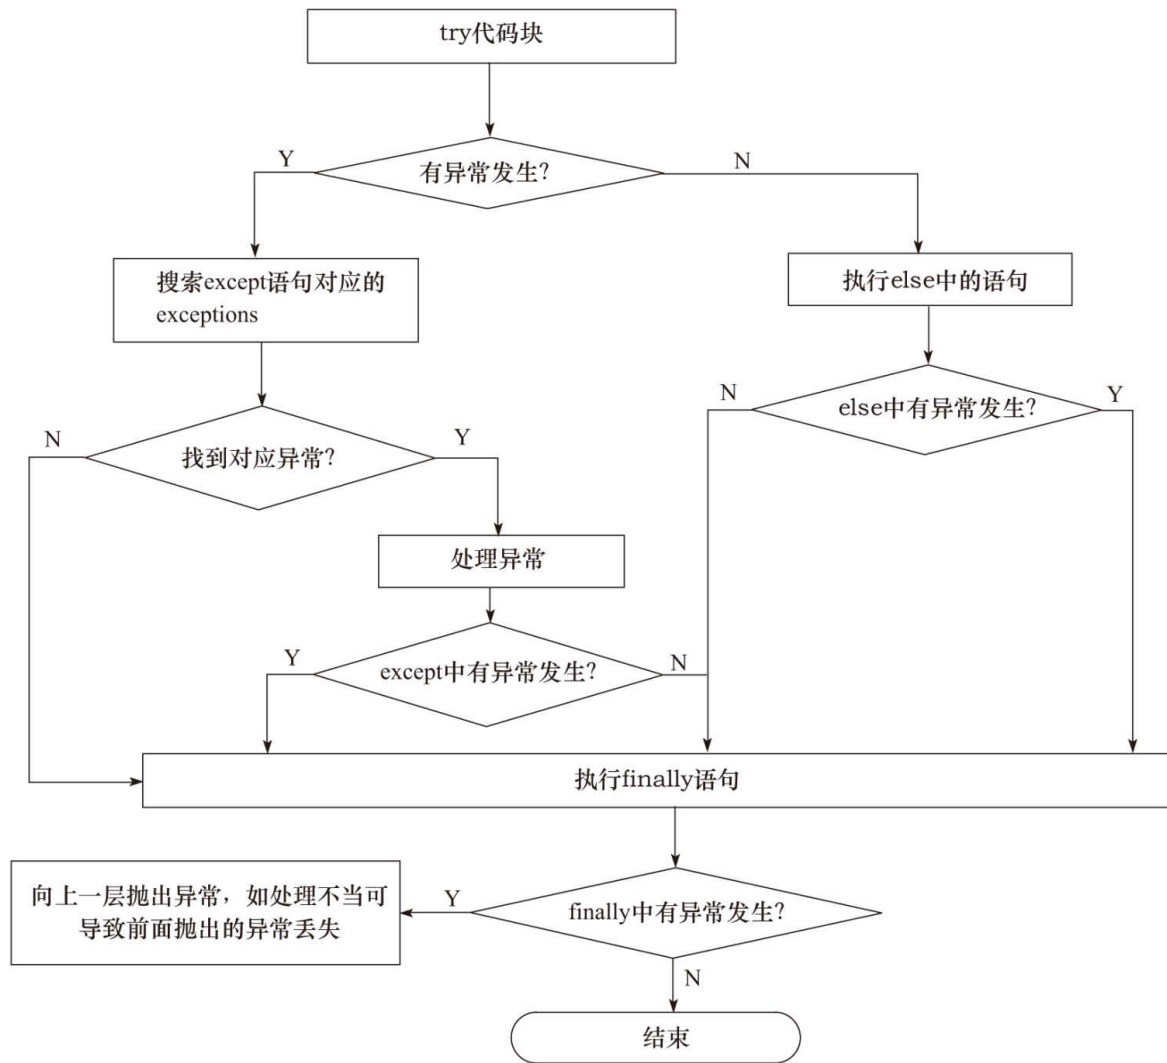 try代码块
有异常发生?
Y
N
搜索except语句对应的
exceptions
执行else中的语句
N
else中有异常发生?
Y
N
找到对应异常?
Y
处理异常
Y
except中有异常发生?
N
执行finally语句
向上一层抛出异常，如处理不当可
导致前面抛出的异常丢失
Y
finally中有异常发生?
N
结束